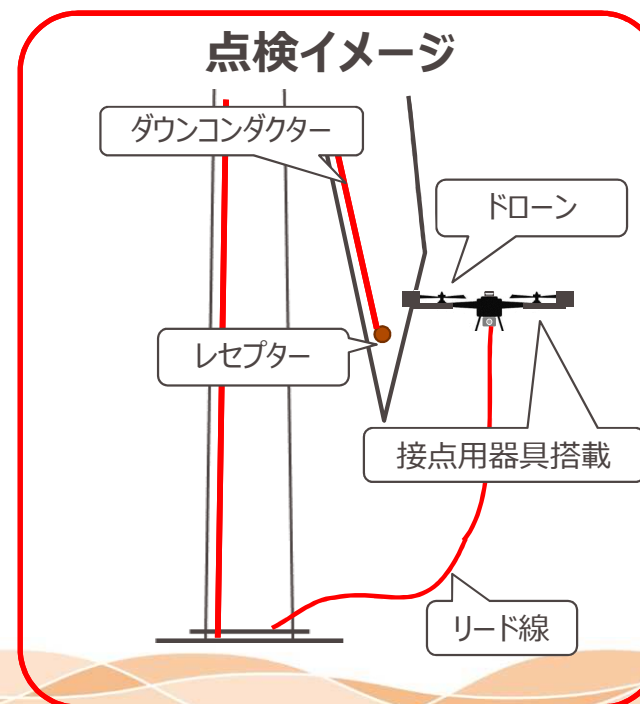 点検イメージ
ダウンコンダクター
ドローン
レセプター
接点用器具搭載
リード線